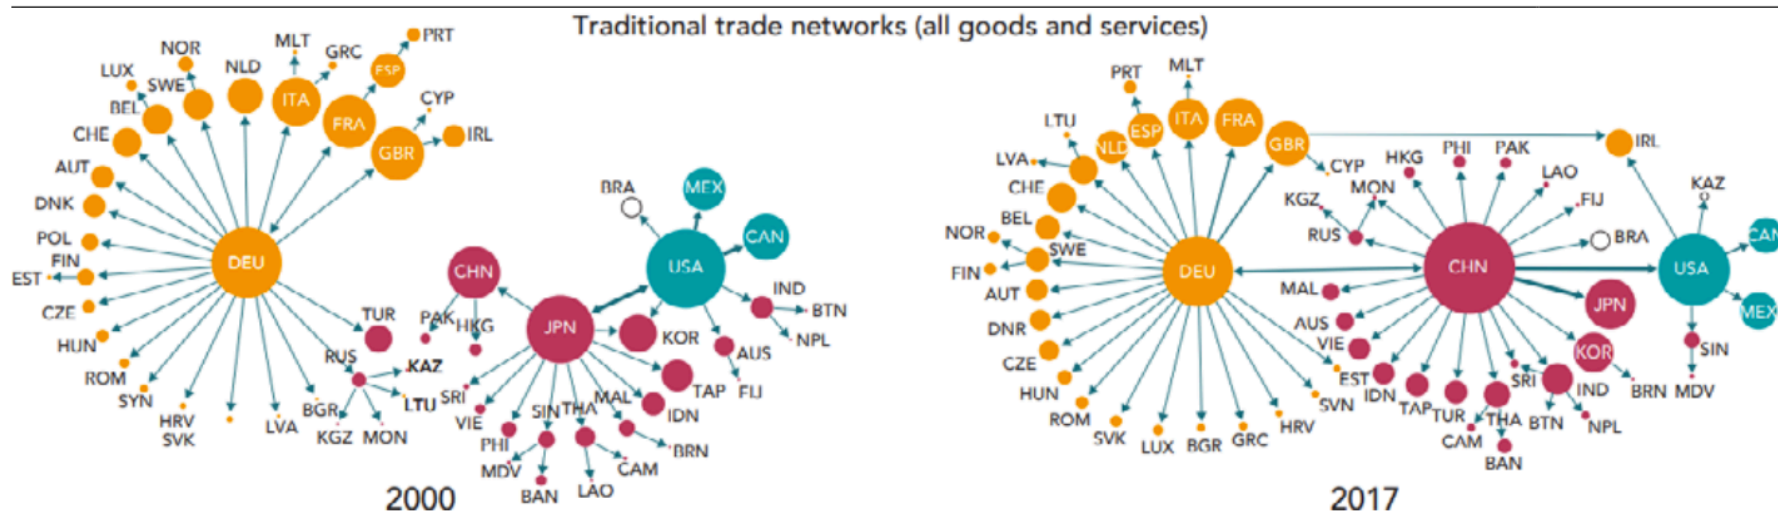 Traditional trade networks (all goods and services)
PRT
MLT
NOR
GRC
NLD
LUX
SWE
ESP
ITA
BEL
CYP
FRA
CHE
IRL
GBR
AUT
BRA
MEX
DNK
POL
CAN
FIN
DEU
CHN
USA
EST
IND
CZE
TUR
PAK
HKG
BTN
JPN
KOR
NPL
HUN
RUS
AUS
KAZ
ROM
TAP
FIJ
SRI
MAL
SYN
LTU
IDN
BGR
SIN
THA
HRV
VIE
LVA
KGZ
MON
SVK
PHI
BRN
MDV
CAM
BAN
LAO
2000
MLT
PRT
LTU
ESP
ITA
FRA
NLD
GBR
IRL
LVA
PHI
PAK
HKG
CYP
LAO
CHE
MON
KAZ
KGZ
FIJ
BEL
NOR
RUS
BRA
CAN
SWE
FIN
DEU
CHN
USA
AUT
MAL
JPN
MEX
DNR
AUS
VIE
KOR
SIN
CZE
EST
SRI
IND
BRN
MDV
HUN
IDN
TAP
TUR
SVN
ROM
THA
BTN
NPL
SVK
HRV
CAM
LUX
BGR
GRC
BAN
2017